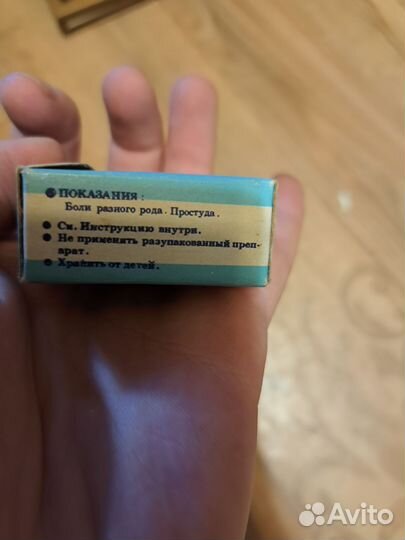 ● ПОКАЗАНИЯ :
Боли разного рода. Простуда.
● См. Инструкцию внутри.
● Не применять разупакованный преп-
арат.
● Хранить от детей.
Avito